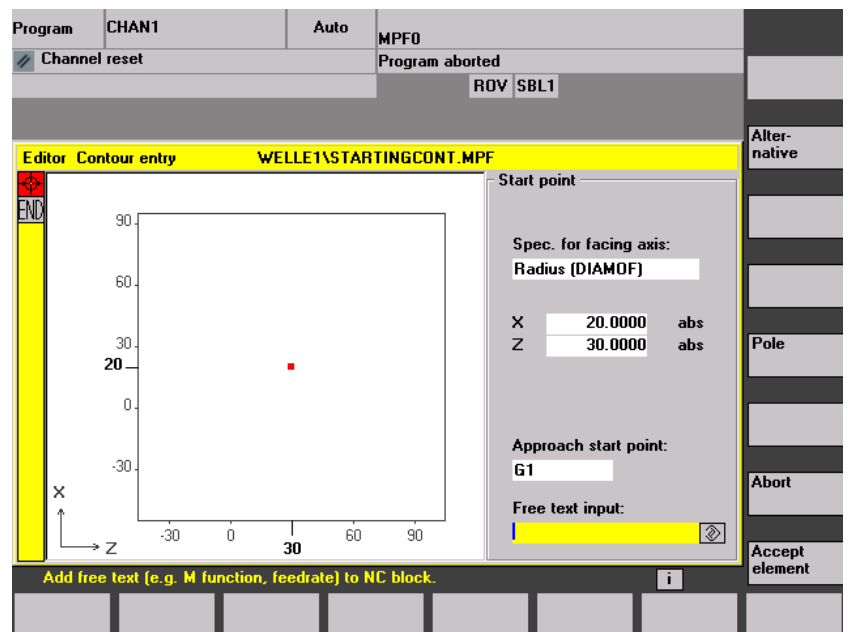 Program CHAN1 Auto MPF0
Channel reset Program aborted
ROV SBL1
Alter-
native
Editor Contour entry WELLE1\STARTINGCONT.MPF
END
Start point
Spec. for facing axis:
Radius (DIAMOF)
X 20.0000 abs
Z 30.0000 abs
Approach start point:
G1
Free text input:
90
60
30
20
0
-30
X
Z
-30 0 30 60 90
Pole
Abort
Accept
element
Add free text (e.g. M function, feedrate) to NC block. i